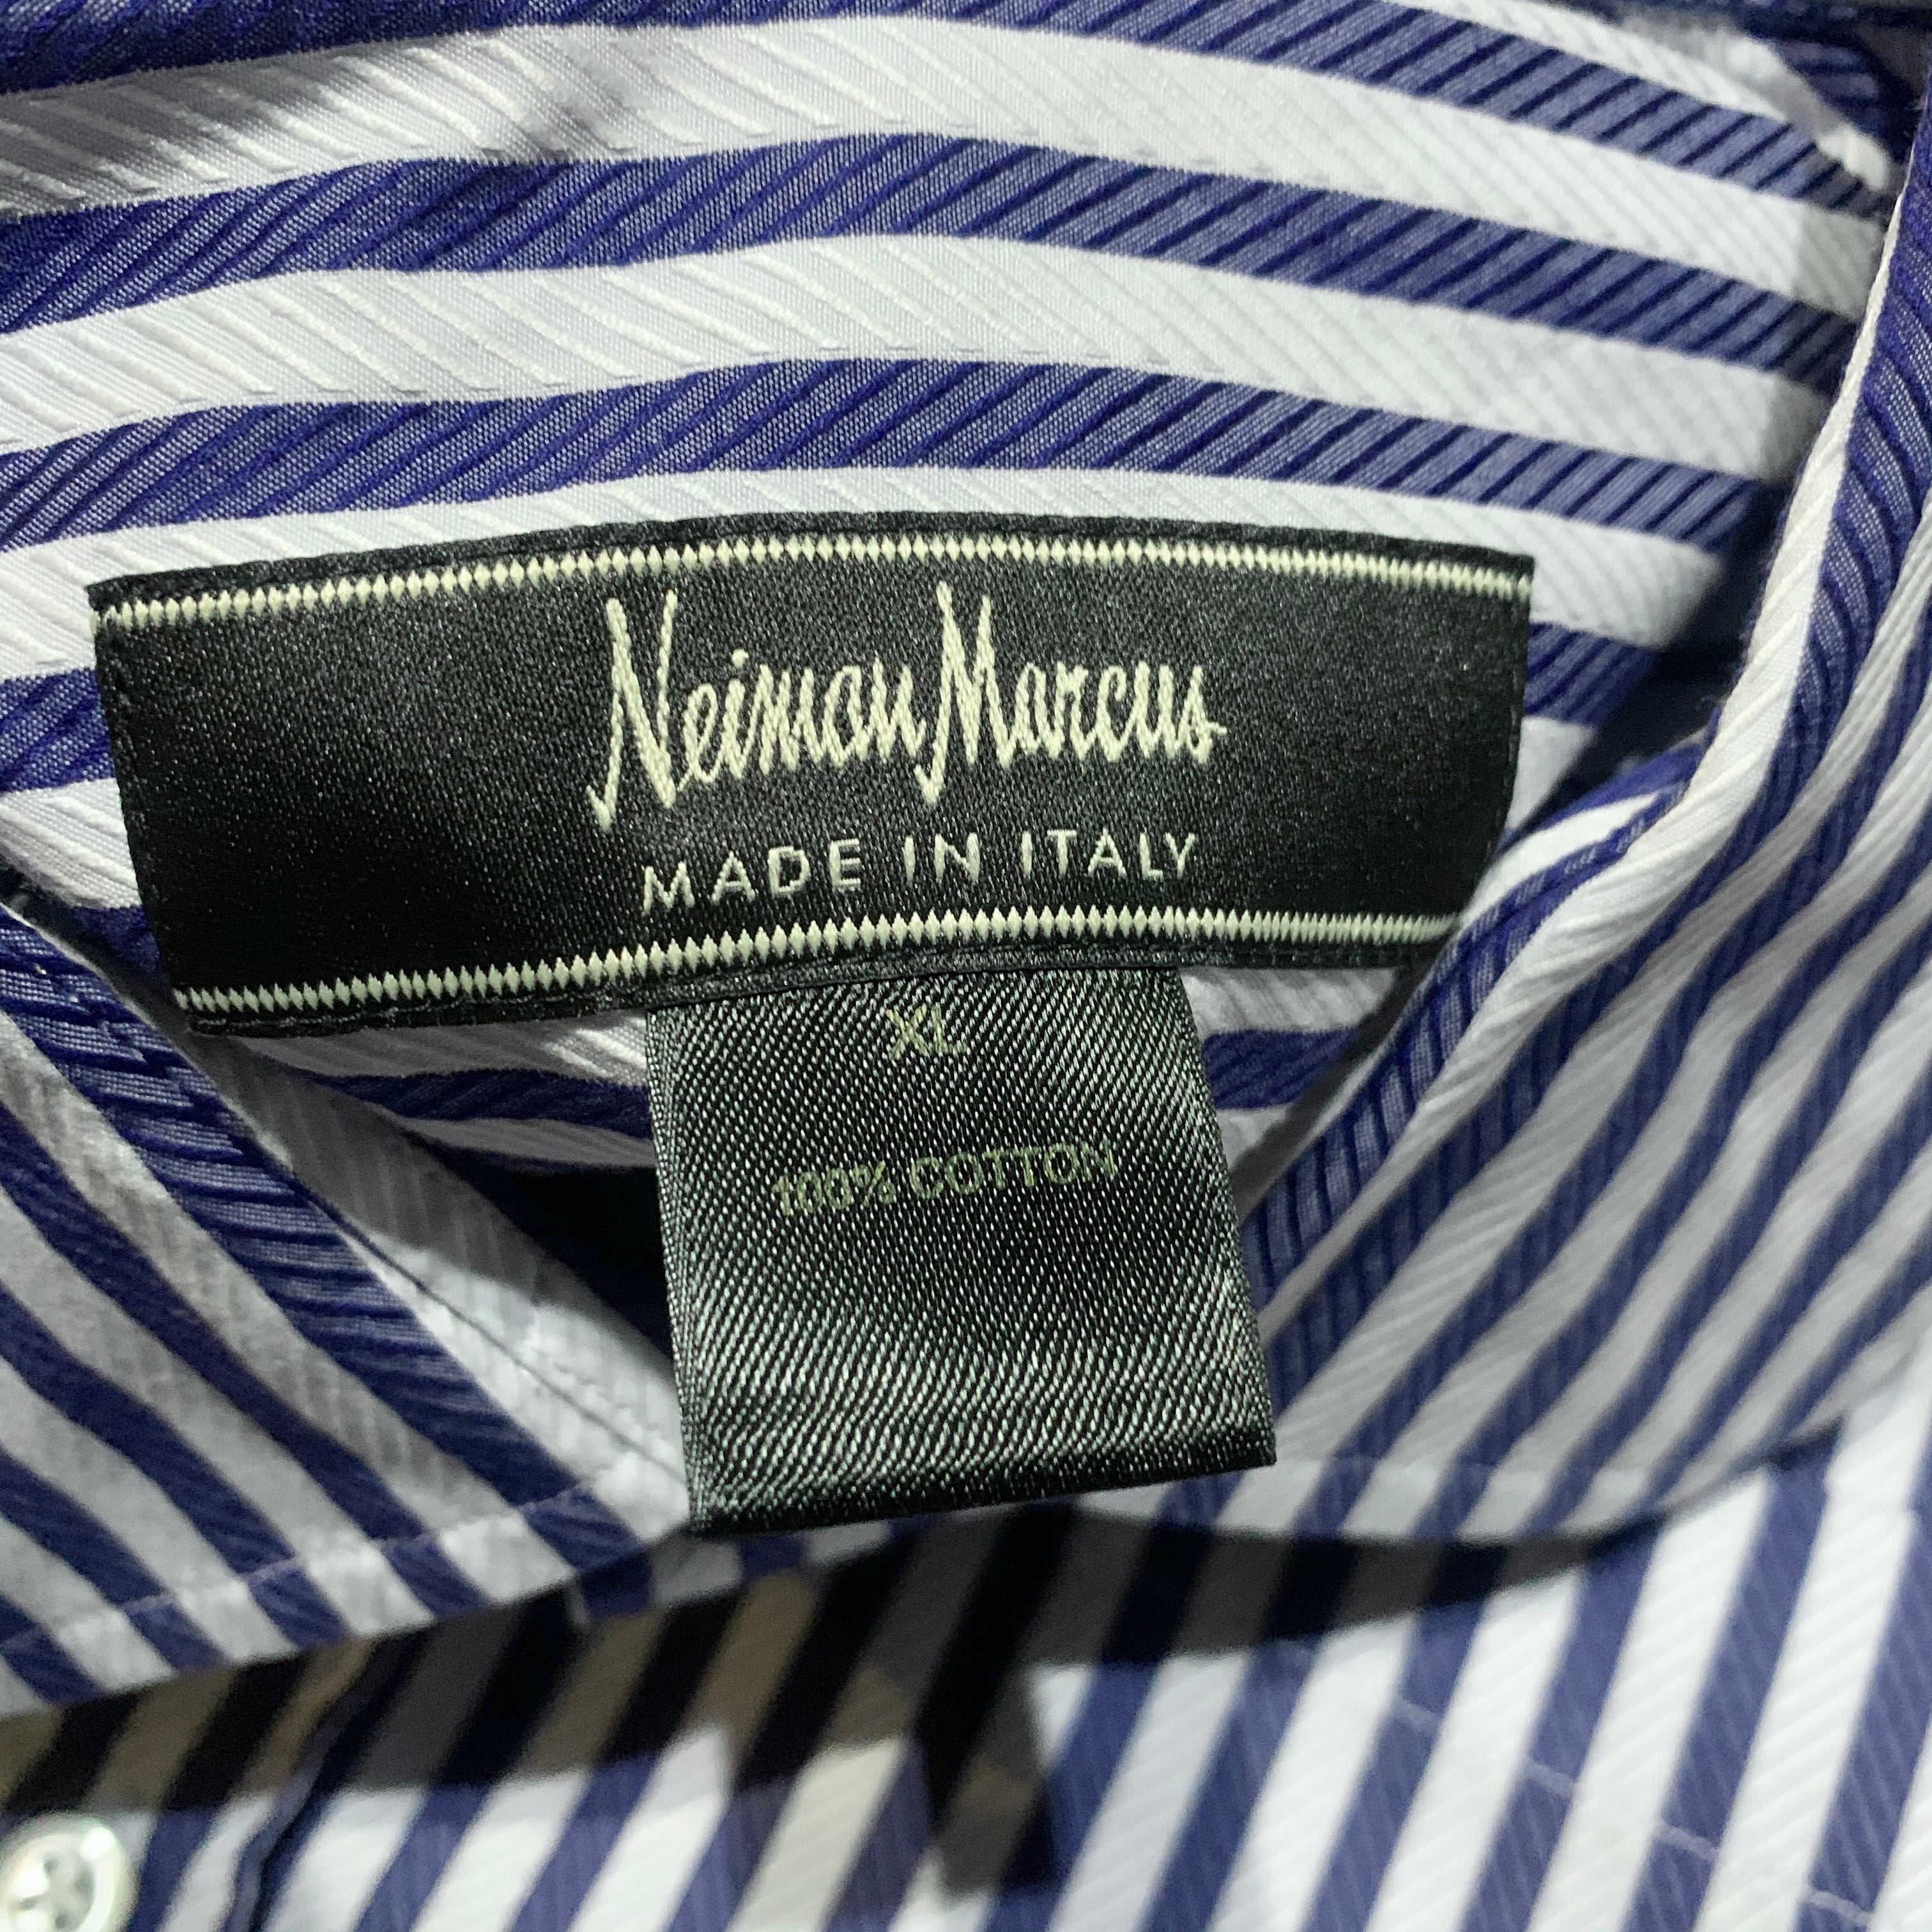 Neiman Marcus
MADE IN ITALY
XL
100% COTTON